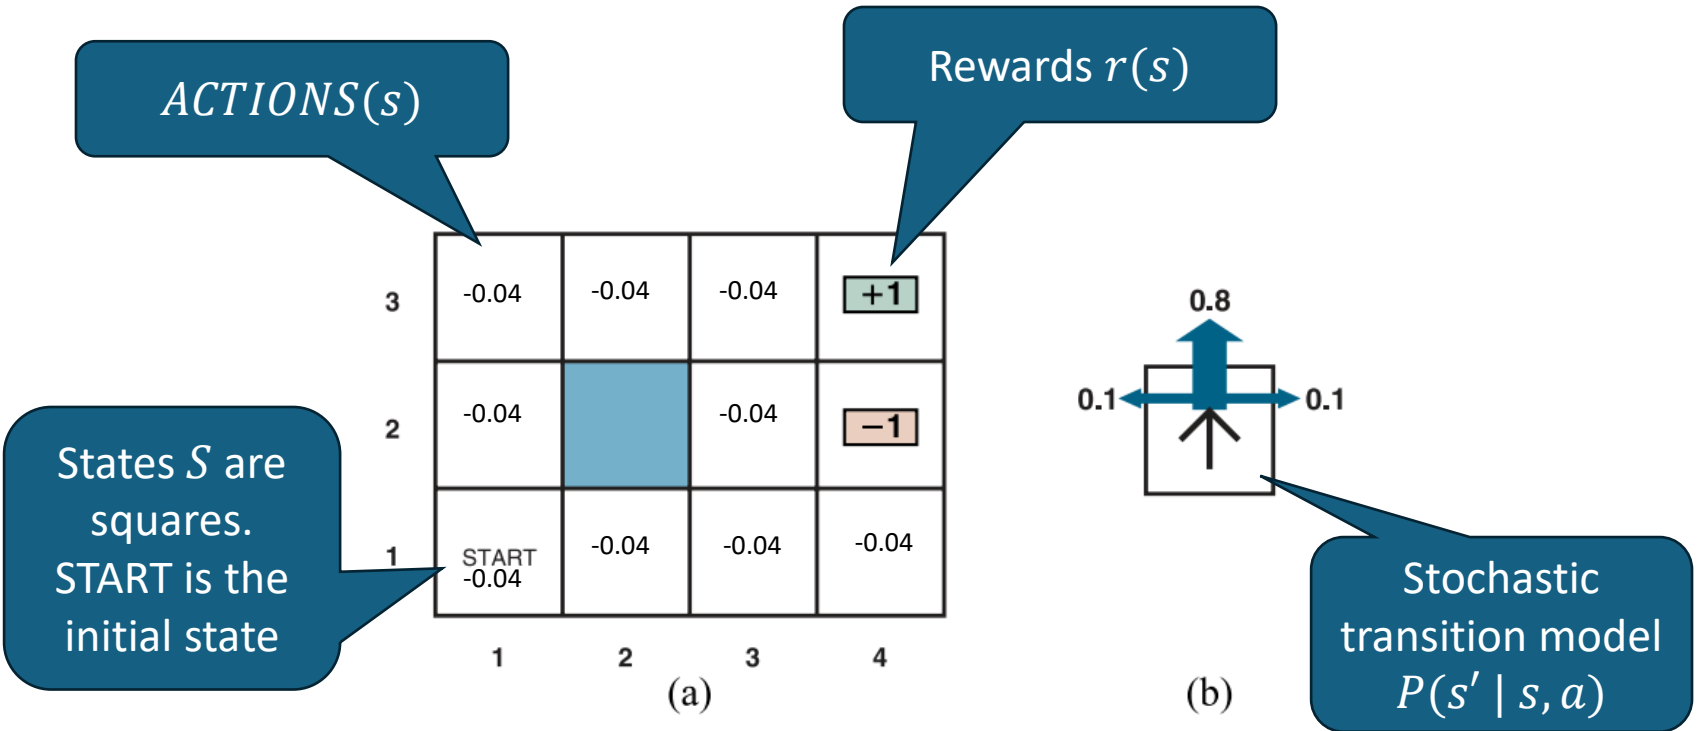 ACTIONS(s)
Rewards r(s)
3
-0.04
-0.04
-0.04
+1
2
-0.04
-0.04
−1
1
START
-0.04
-0.04
-0.04
-0.04
1
2
3
4
(a)
States S are
squares.
START is the
initial state
0.8
0.1
0.1
(b)
Stochastic
transition model
P(s′ | s, a)